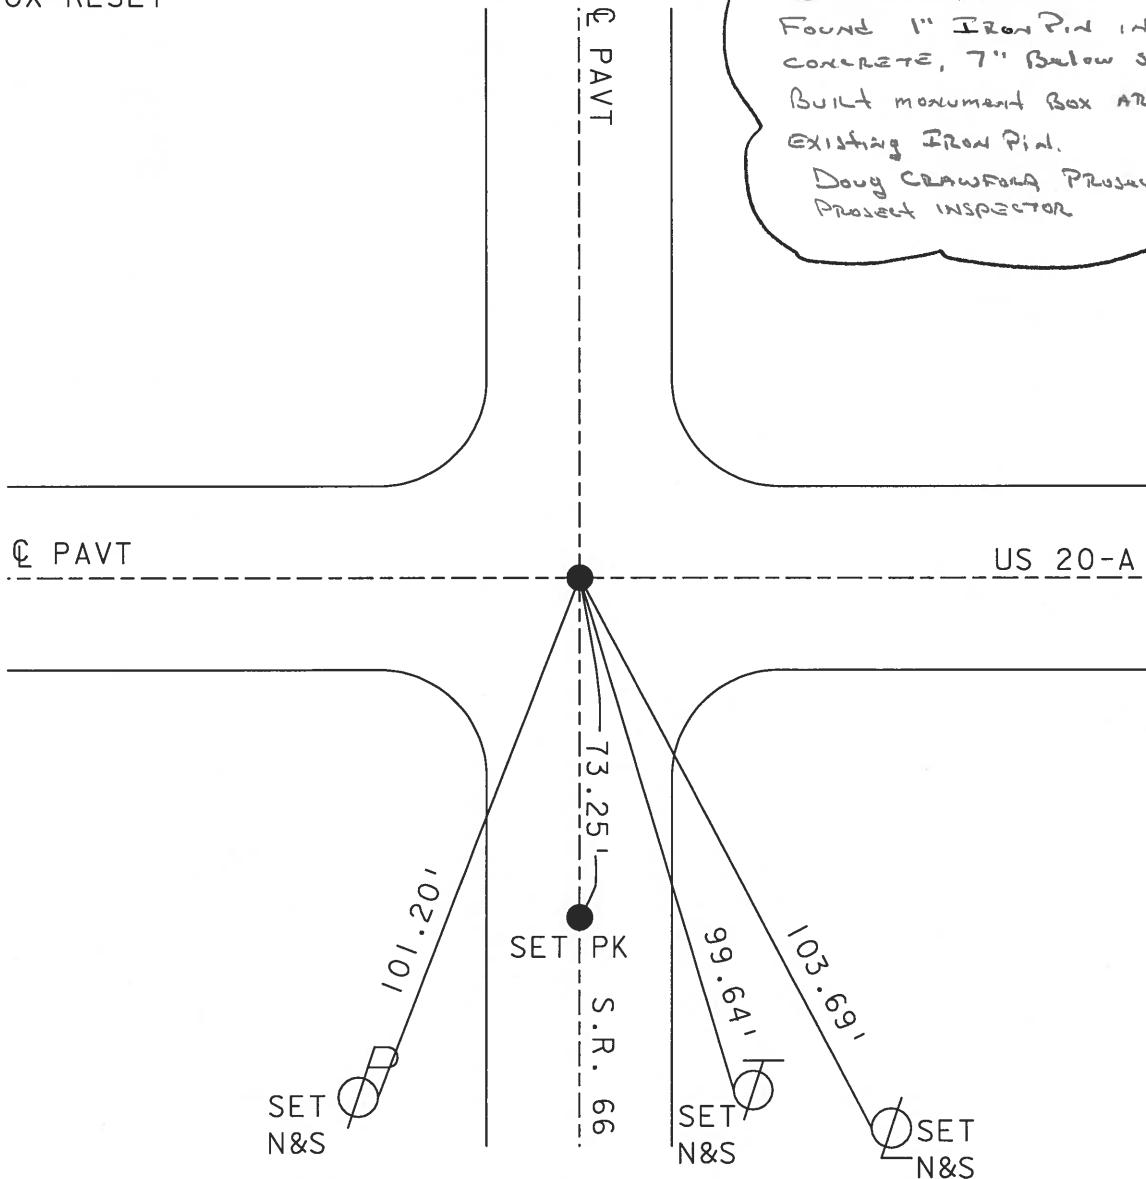 BOX RESET
℄ PAVT
FOUND 1" IRON PIN IN
CONCRETE, 7" Below
Built monument Box
Existing IRON Pin.
Doug CRAWFORD
PROJECT INSPECTOR
℄ PAVT
US 20-A
73.25'
101.20'
99.64'
103.69'
SET PK
S.R. 66
SET
N&S
SET
N&S
SET
N&S